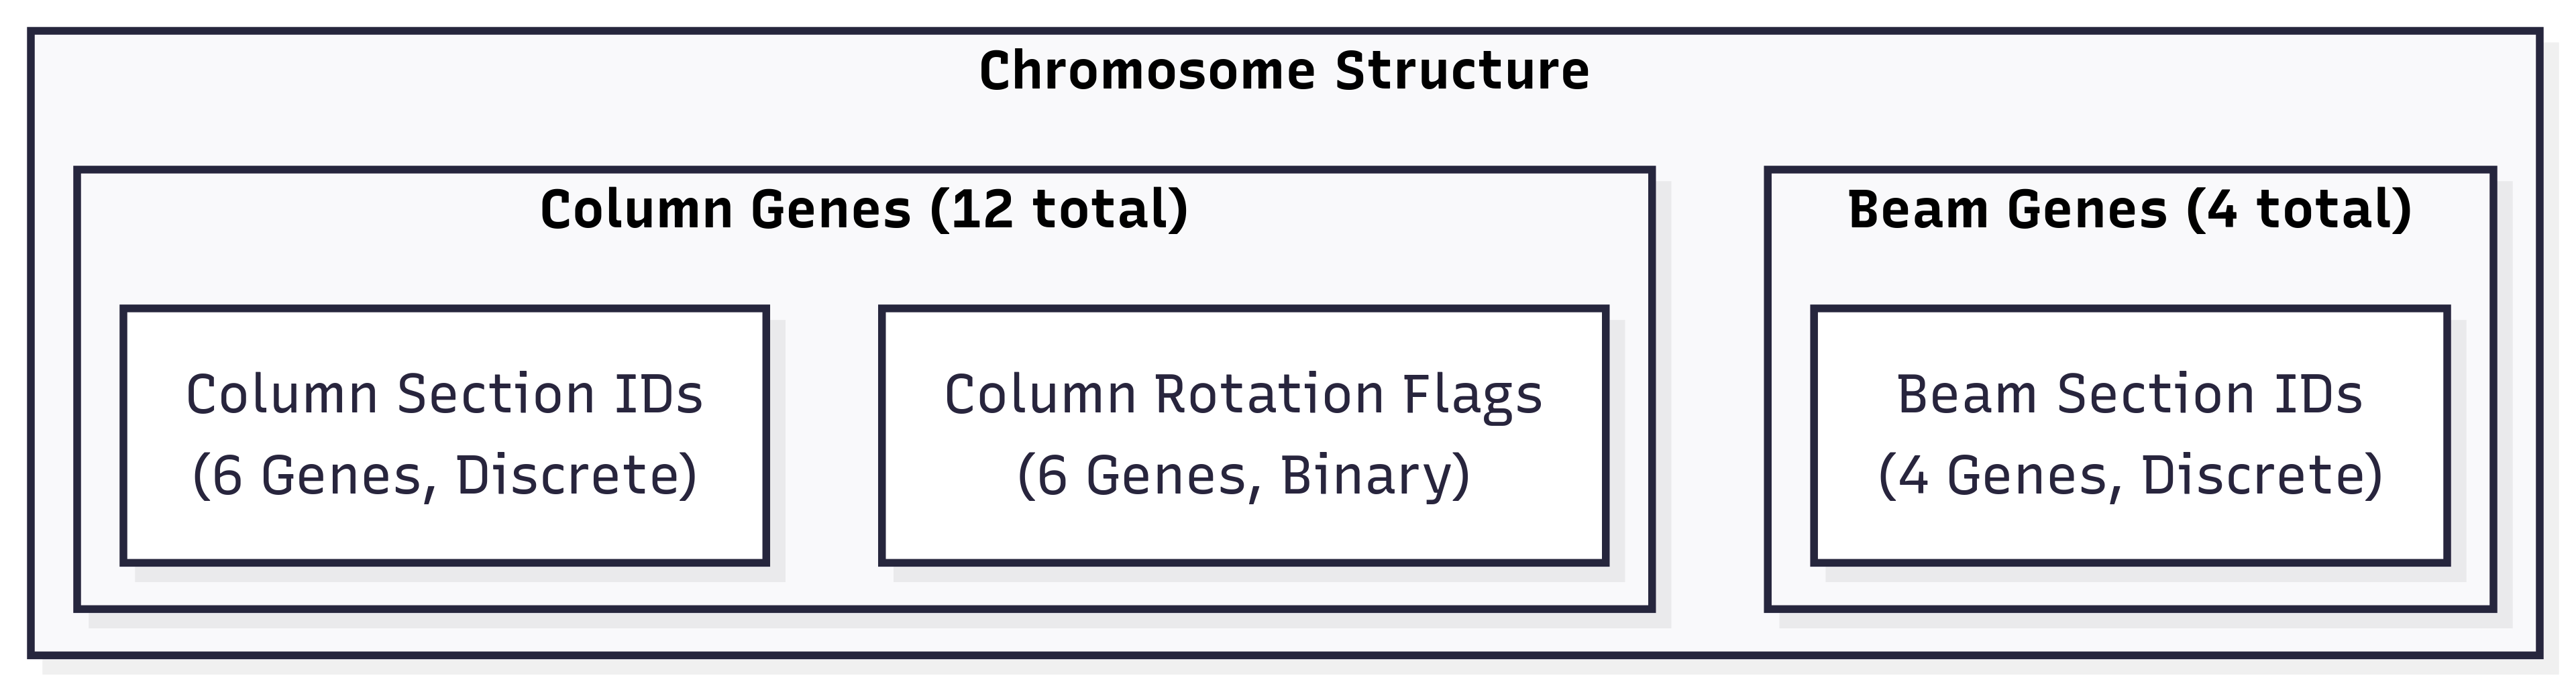 Chromosome Structure
Column Genes (12 total)
Column Section IDs
(6 Genes, Discrete)
Column Rotation Flags
(6 Genes, Binary)
Beam Genes (4 total)
Beam Section IDs
(4 Genes, Discrete)